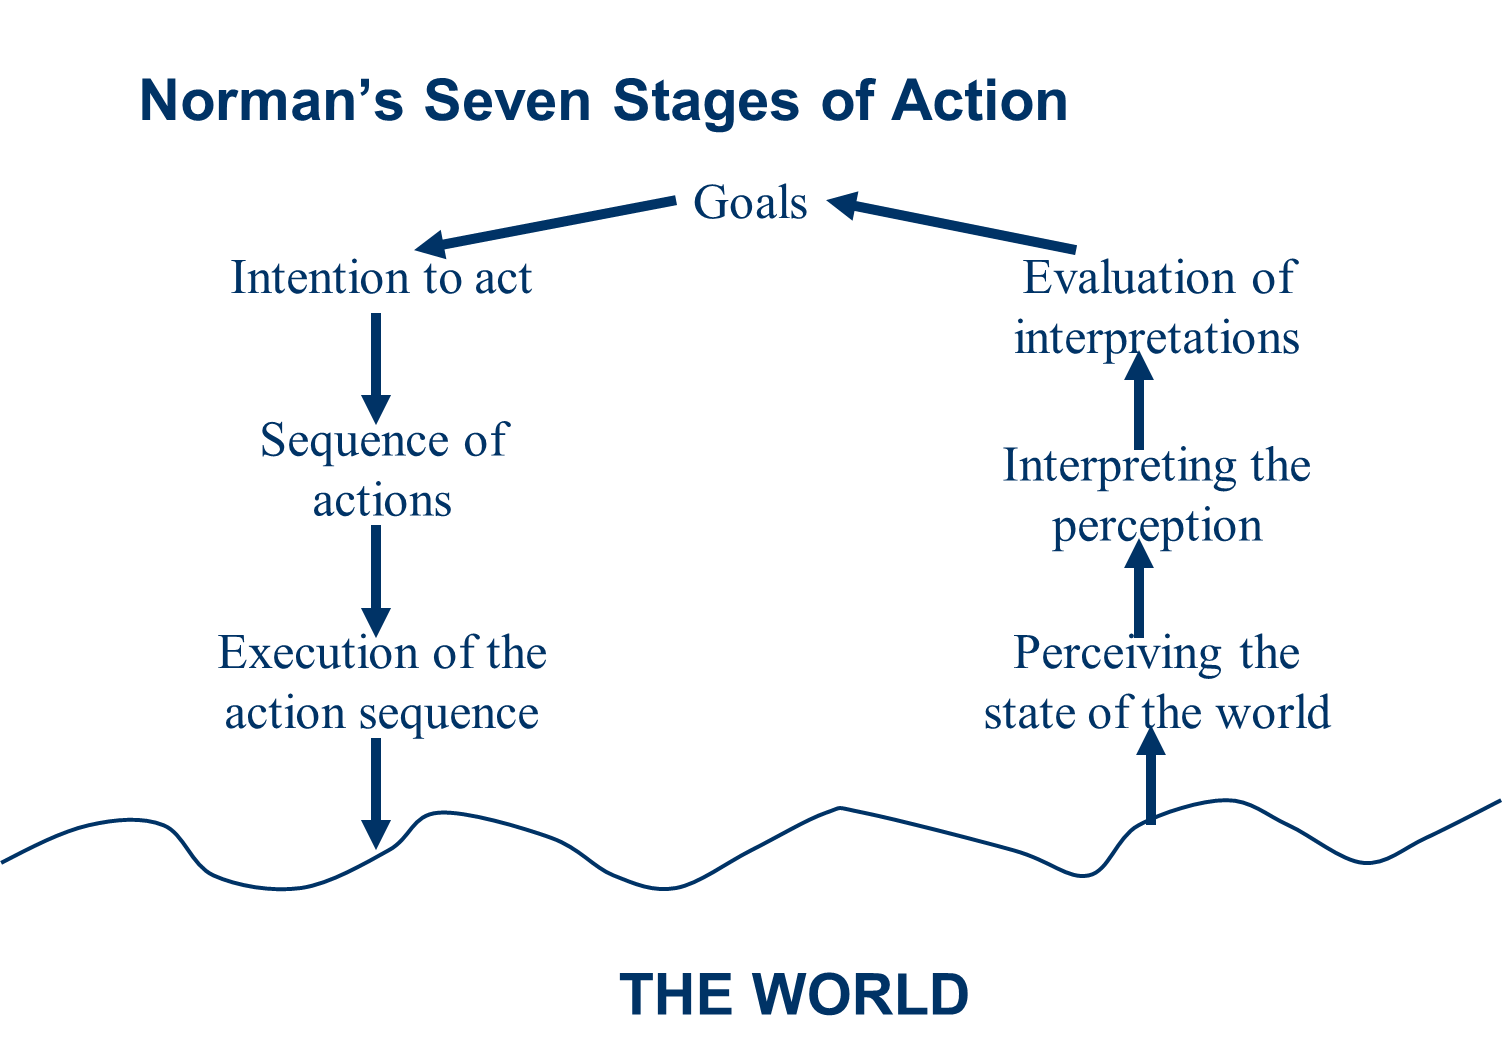 Norman’s Seven Stages of Action
Goals
Intention to act
Sequence of
actions
Execution of the
action sequence
Evaluation of
interpretations
Interpreting the
perception
Perceiving the
state of the world
THE WORLD